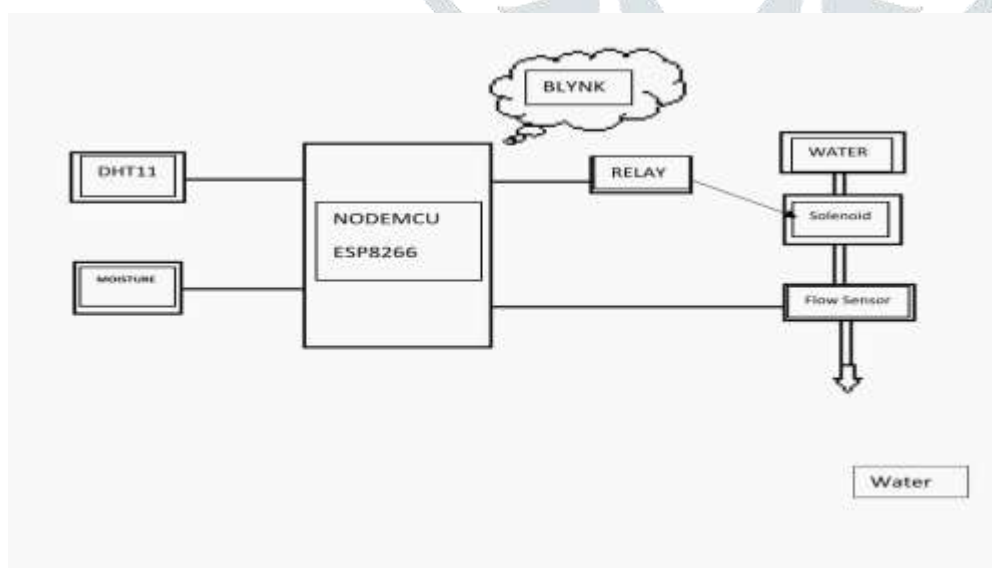 BLYNK
DHT11
RELAY
WATER
NODEMCU
ESP8266
Solenoid
MOISTURE
Flow Sensor
Water